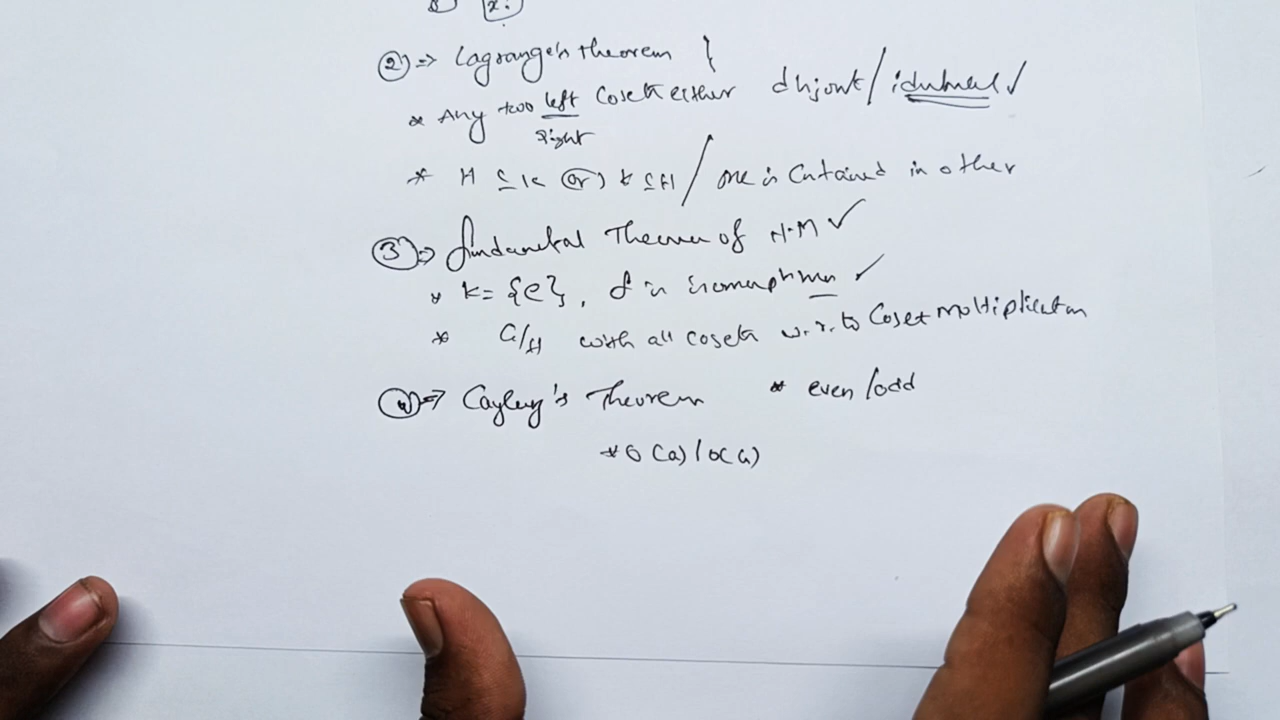 ② ⇒ Lagrange's theorem }
* Any two left cosets either disjoint / identical ✓
right
* H ⊆ K (or) K ⊆ H / one is contained in other
③ ⇒ fundamental Theorem of H.M ✓
* K = {e}, f is isomorphism ✓
* G/H with all cosets w.r.to Coset multiplication
④ ⇒ Cayley's Theorem * even/odd
* O(a) | O(G)